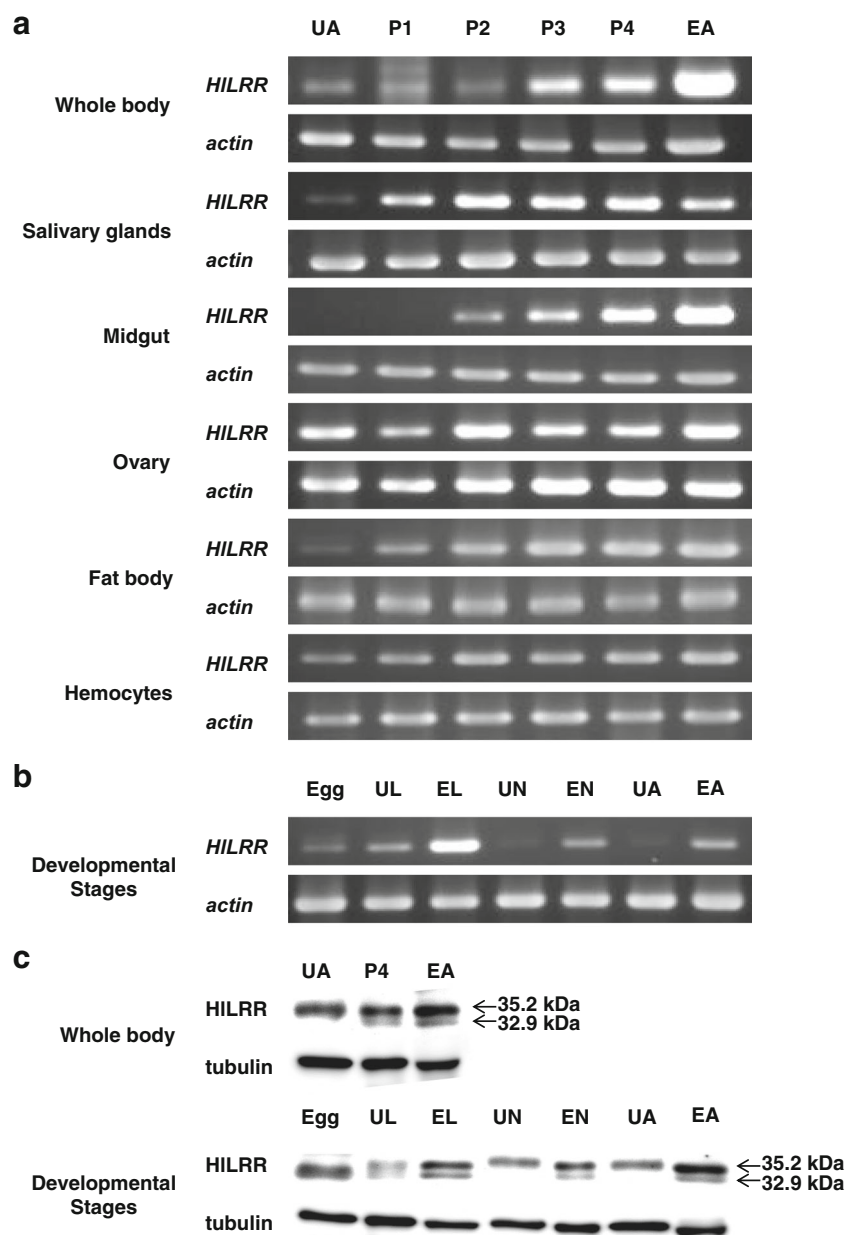 a
UA P1 P2 P3 P4 EA
Whole body
HlLRR
actin
Salivary glands
HlLRR
actin
Midgut
HlLRR
actin
Ovary
HlLRR
actin
Fat body
HlLRR
actin
Hemocytes
HlLRR
actin
b
Egg UL EL UN EN UA EA
Developmental
Stages
HlLRR
actin
c
UA P4 EA
Whole body
HlLRR
35.2 kDa
32.9 kDa
tubulin
Egg UL EL UN EN UA EA
Developmental
Stages
HlLRR
35.2 kDa
32.9 kDa
tubulin